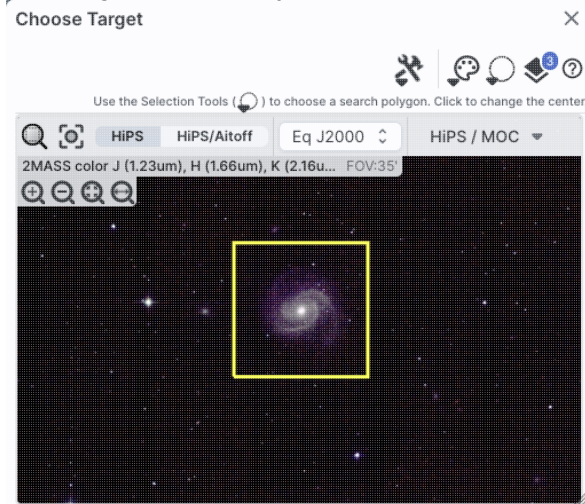 Choose Target
3
Use the Selection Tools ( ) to choose a search polygon. Click to change the center
HiPS HiPS/Aitoff Eq J2000 HiPS / MOC
2MASS color J (1.23um), H (1.66um), K (2.16u... FOV:35'